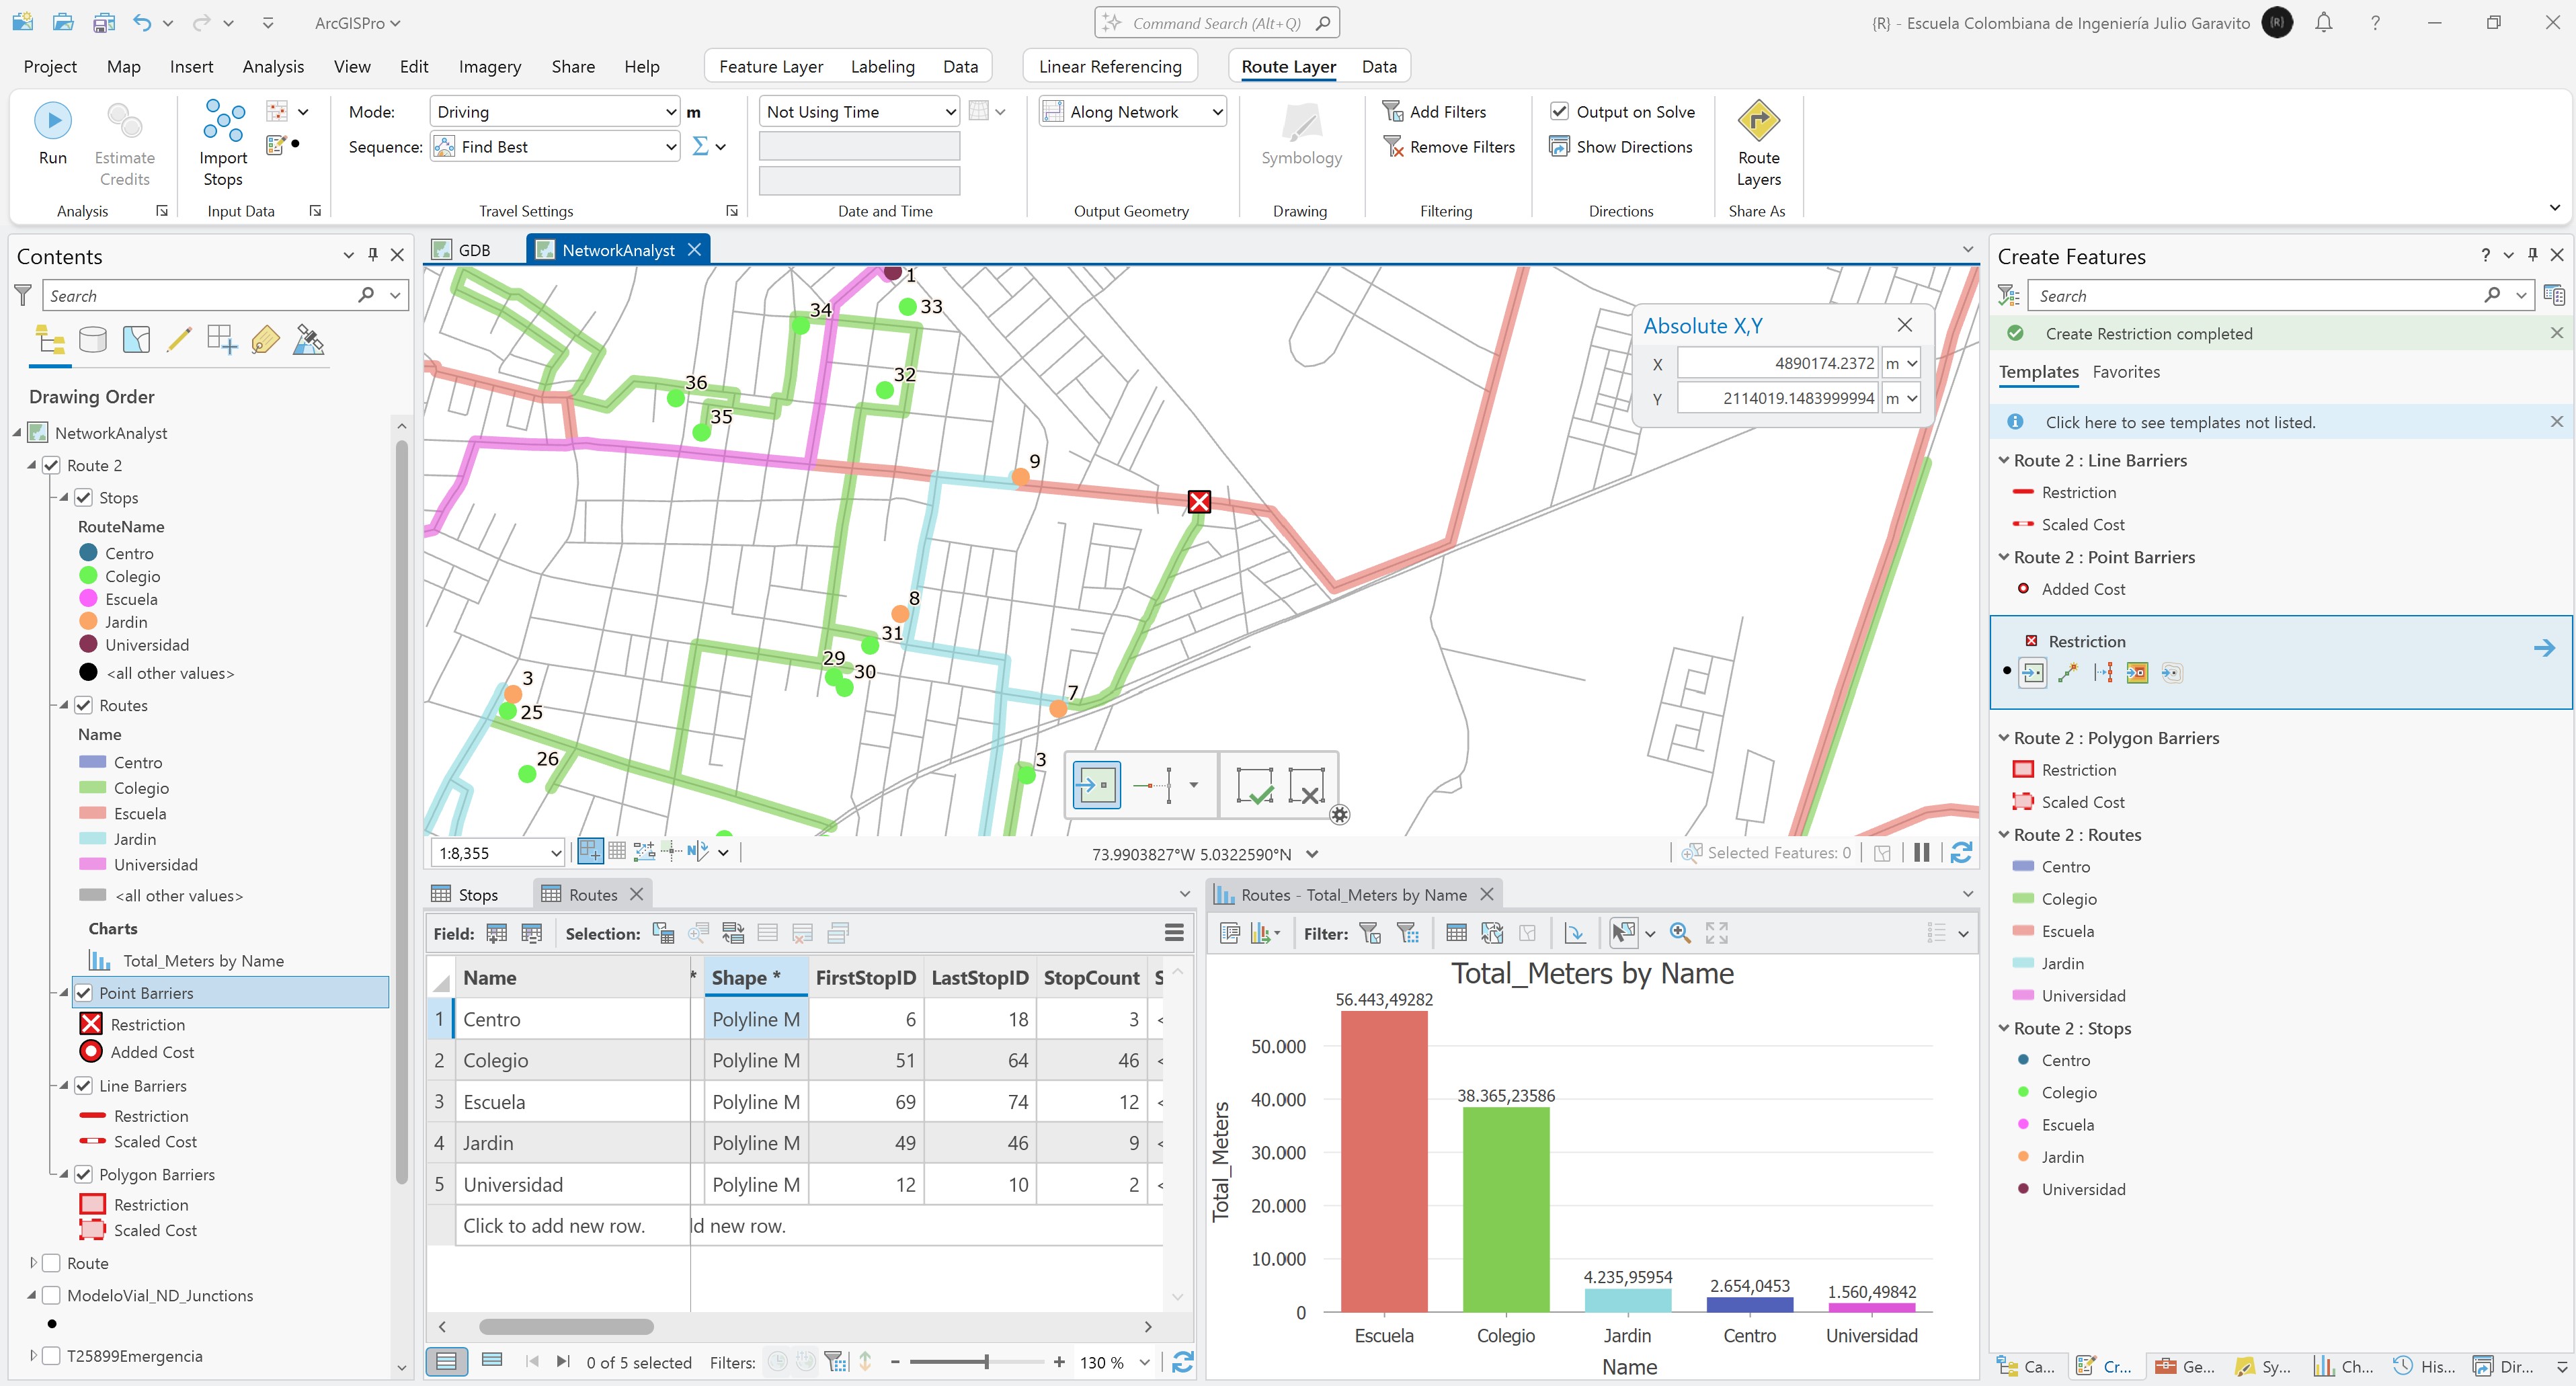 ArcGISPro
Command Search (Alt+Q)
{R} - Escuela Colombiana de Ingeniería Julio Garavito
{R}
?
Project Map Insert Analysis View Edit Imagery Share Help Feature Layer Labeling Data Linear Referencing Route Layer Data
Run
Estimate Credits
Analysis
Import Stops
Input Data
Mode: Driving m
Sequence: Find Best
Travel Settings
Not Using Time
Date and Time
Along Network
Output Geometry
Symbology
Drawing
Add Filters
Remove Filters
Filtering
Output on Solve
Show Directions
Directions
Route Layers
Share As
Contents
Search
Drawing Order
NetworkAnalyst
Route 2
Stops
RouteName
Centro
Colegio
Escuela
Jardin
Universidad
<all other values>
Routes
Name
Centro
Colegio
Escuela
Jardin
Universidad
<all other values>
Charts
Total_Meters by Name
Point Barriers
Restriction
Added Cost
Line Barriers
Restriction
Scaled Cost
Polygon Barriers
Restriction
Scaled Cost
Route
ModeloVial_ND_Junctions
T25899Emergencia
GDB
NetworkAnalyst
1
33
34
32
36
35
9
8
31
29
30
3
25
7
26
3
Absolute X,Y
X 4890174.2372 m
Y 2114019.1483999994 m
1:8,355
73.9903827°W 5.0322590°N
Selected Features: 0
Stops
Routes
Field: Selection:
Name * Shape * FirstStopID LastStopID StopCount S
1 Centro Polyline M 6 18 3 <
2 Colegio Polyline M 51 64 46 <
3 Escuela Polyline M 69 74 12 <
4 Jardin Polyline M 49 46 9 <
5 Universidad Polyline M 12 10 2 <
Click to add new row. ld new row.
0 of 5 selected Filters: 130 %
Routes - Total_Meters by Name
Filter:
Total_Meters by Name
56.443,49282
38.365,23586
4.235,95954
2.654,0453
1.560,49842
50.000
40.000
30.000
20.000
10.000
0
Total_Meters
Escuela Colegio Jardin Centro Universidad
Name
Create Features
?
Search
Create Restriction completed
Templates Favorites
Click here to see templates not listed.
Route 2 : Line Barriers
Restriction
Scaled Cost
Route 2 : Point Barriers
Added Cost
Restriction
Route 2 : Polygon Barriers
Restriction
Scaled Cost
Route 2 : Routes
Centro
Colegio
Escuela
Jardin
Universidad
Route 2 : Stops
Centro
Colegio
Escuela
Jardin
Universidad
Ca... Cr... Ge... Sy... Ch... His... Dir...